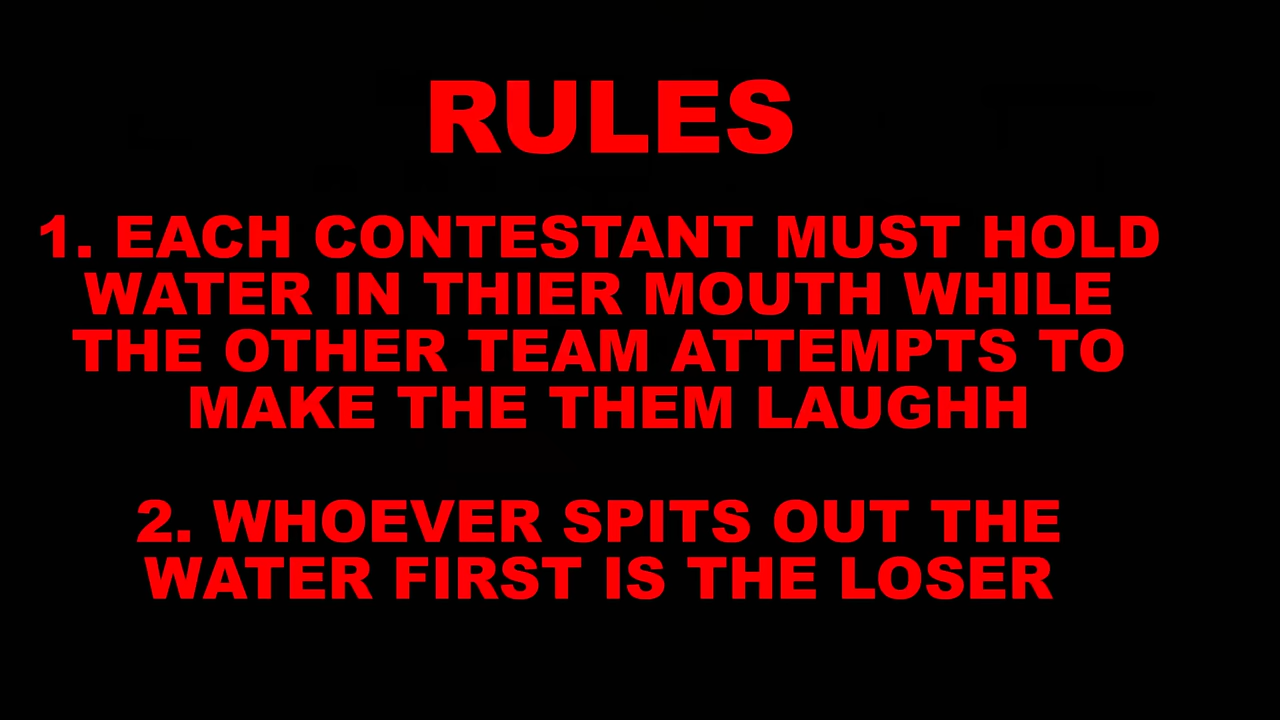 RULES
1. EACH CONTESTANT MUST HOLD
WATER IN THIER MOUTH WHILE
THE OTHER TEAM ATTEMPTS TO
MAKE THE THEM LAUGHH
2. WHOEVER SPITS OUT THE
WATER FIRST IS THE LOSER